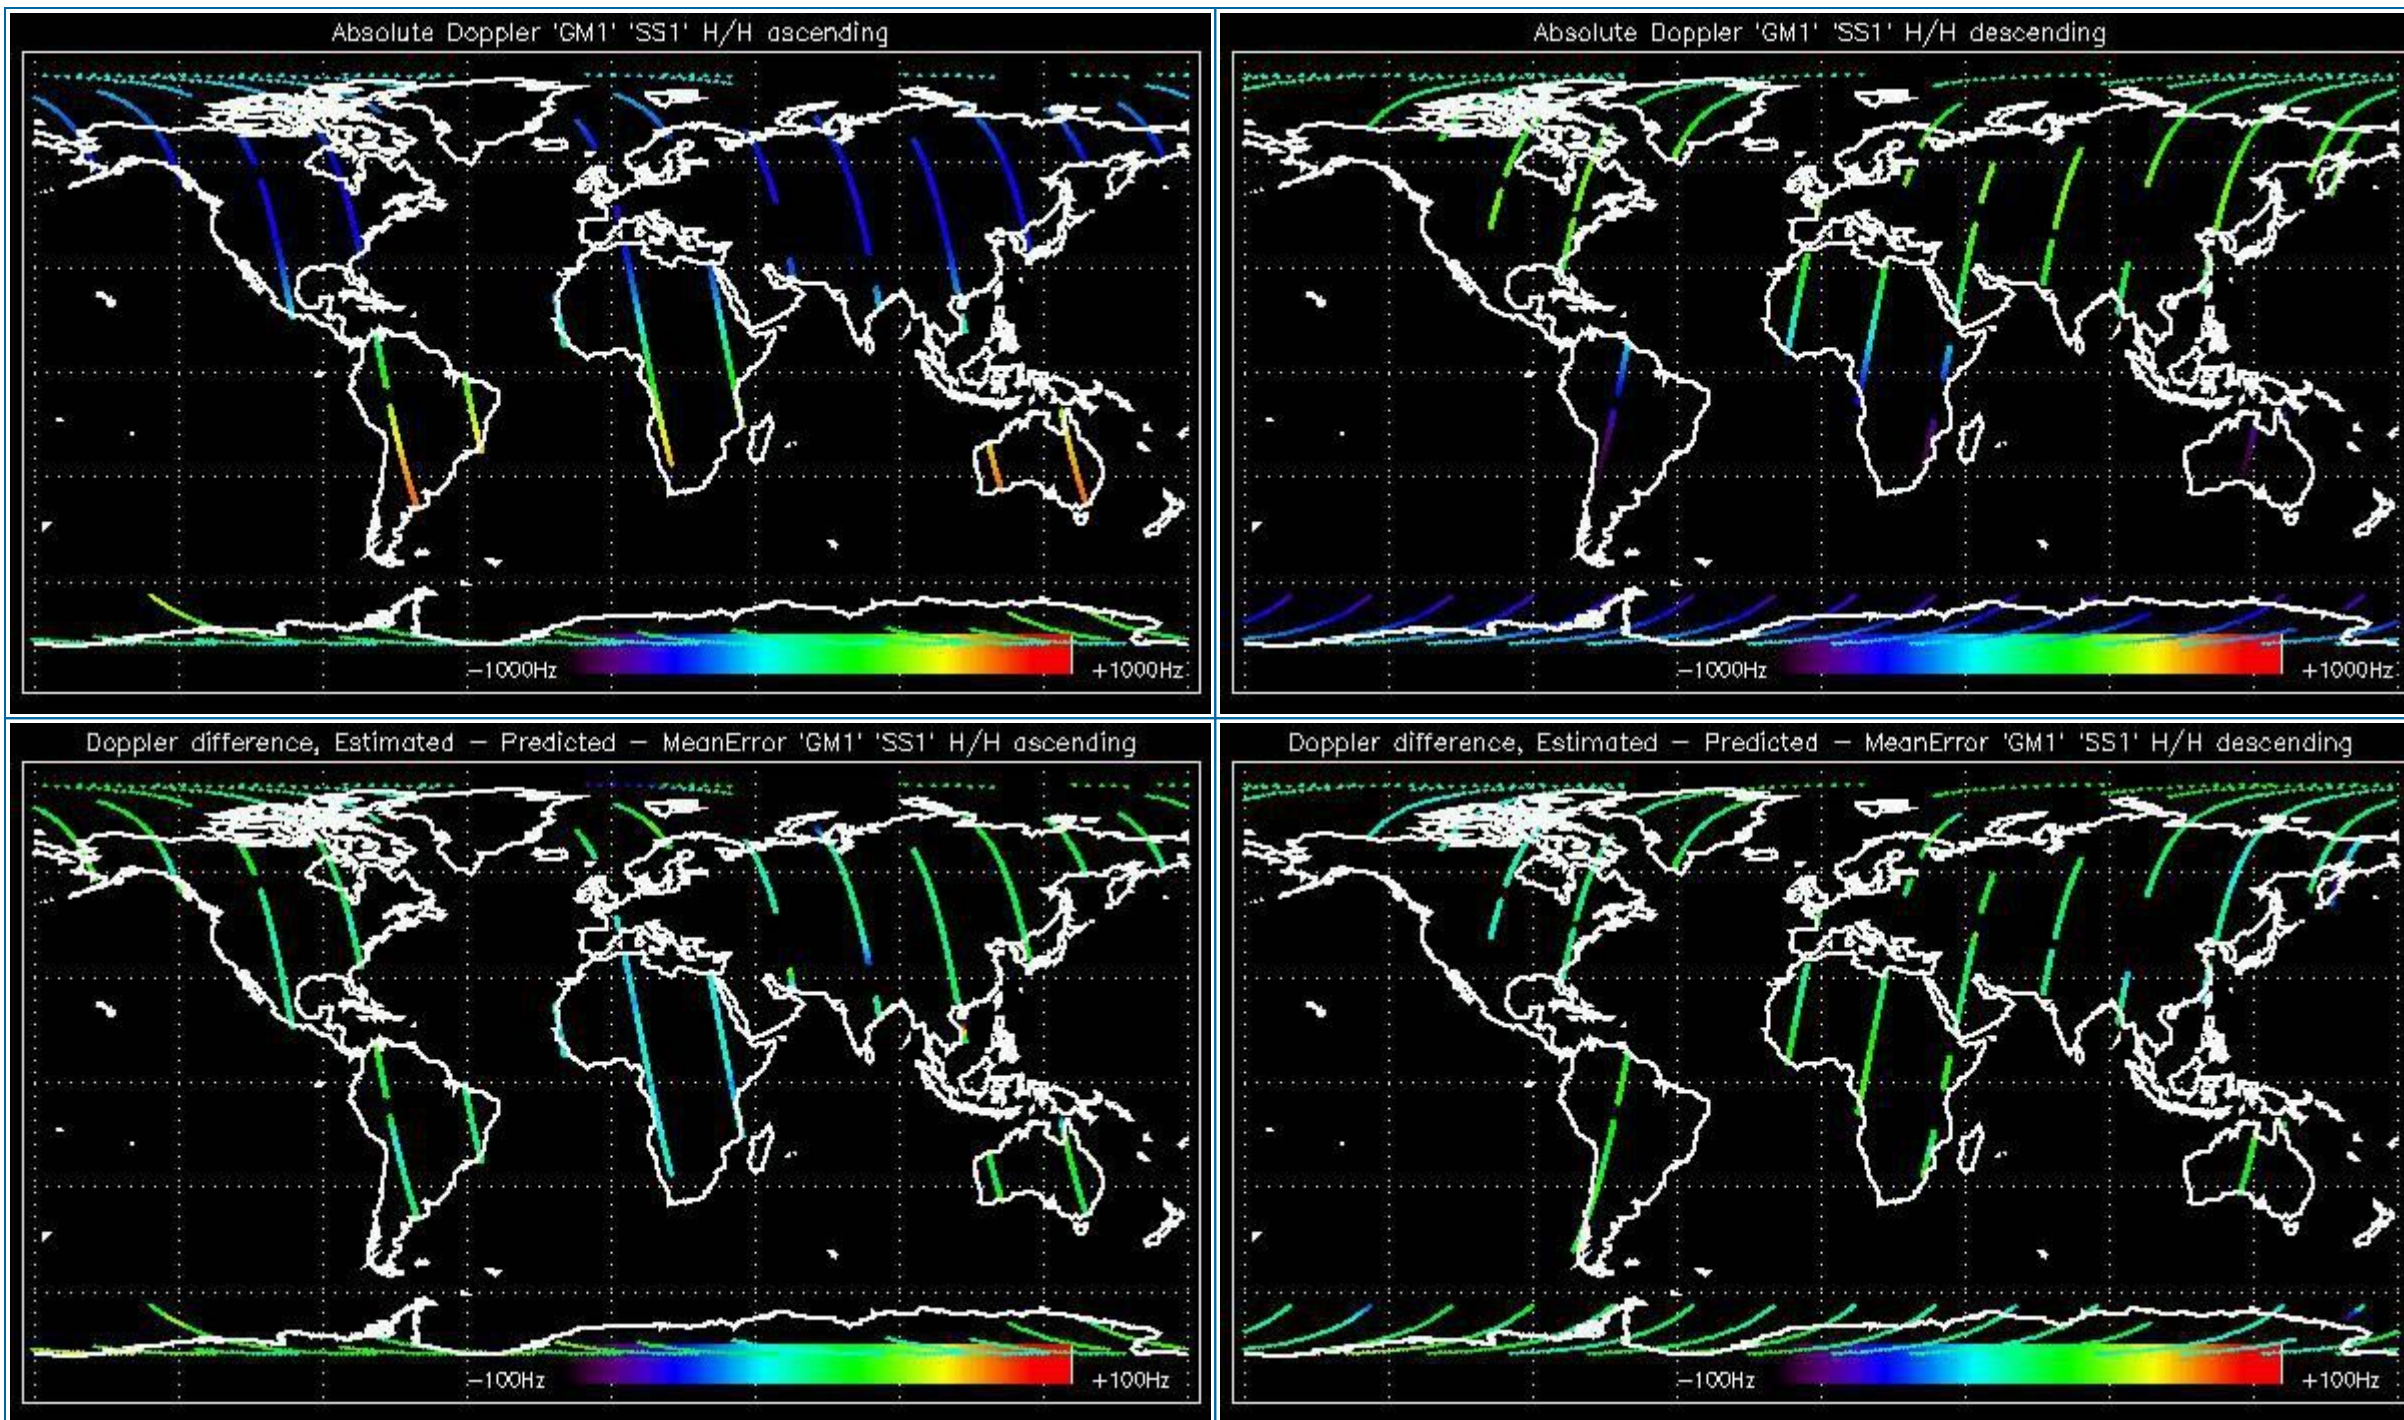 Absolute Doppler 'GM1' 'SS1' H/H ascending
-1000Hz
+1000Hz
Absolute Doppler 'GM1' 'SS1' H/H descending
-1000Hz
+1000Hz
Doppler difference, Estimated - Predicted - MeanError 'GM1' 'SS1' H/H ascending
-100Hz
+100Hz
Doppler difference, Estimated - Predicted - MeanError 'GM1' 'SS1' H/H descending
-100Hz
+100Hz